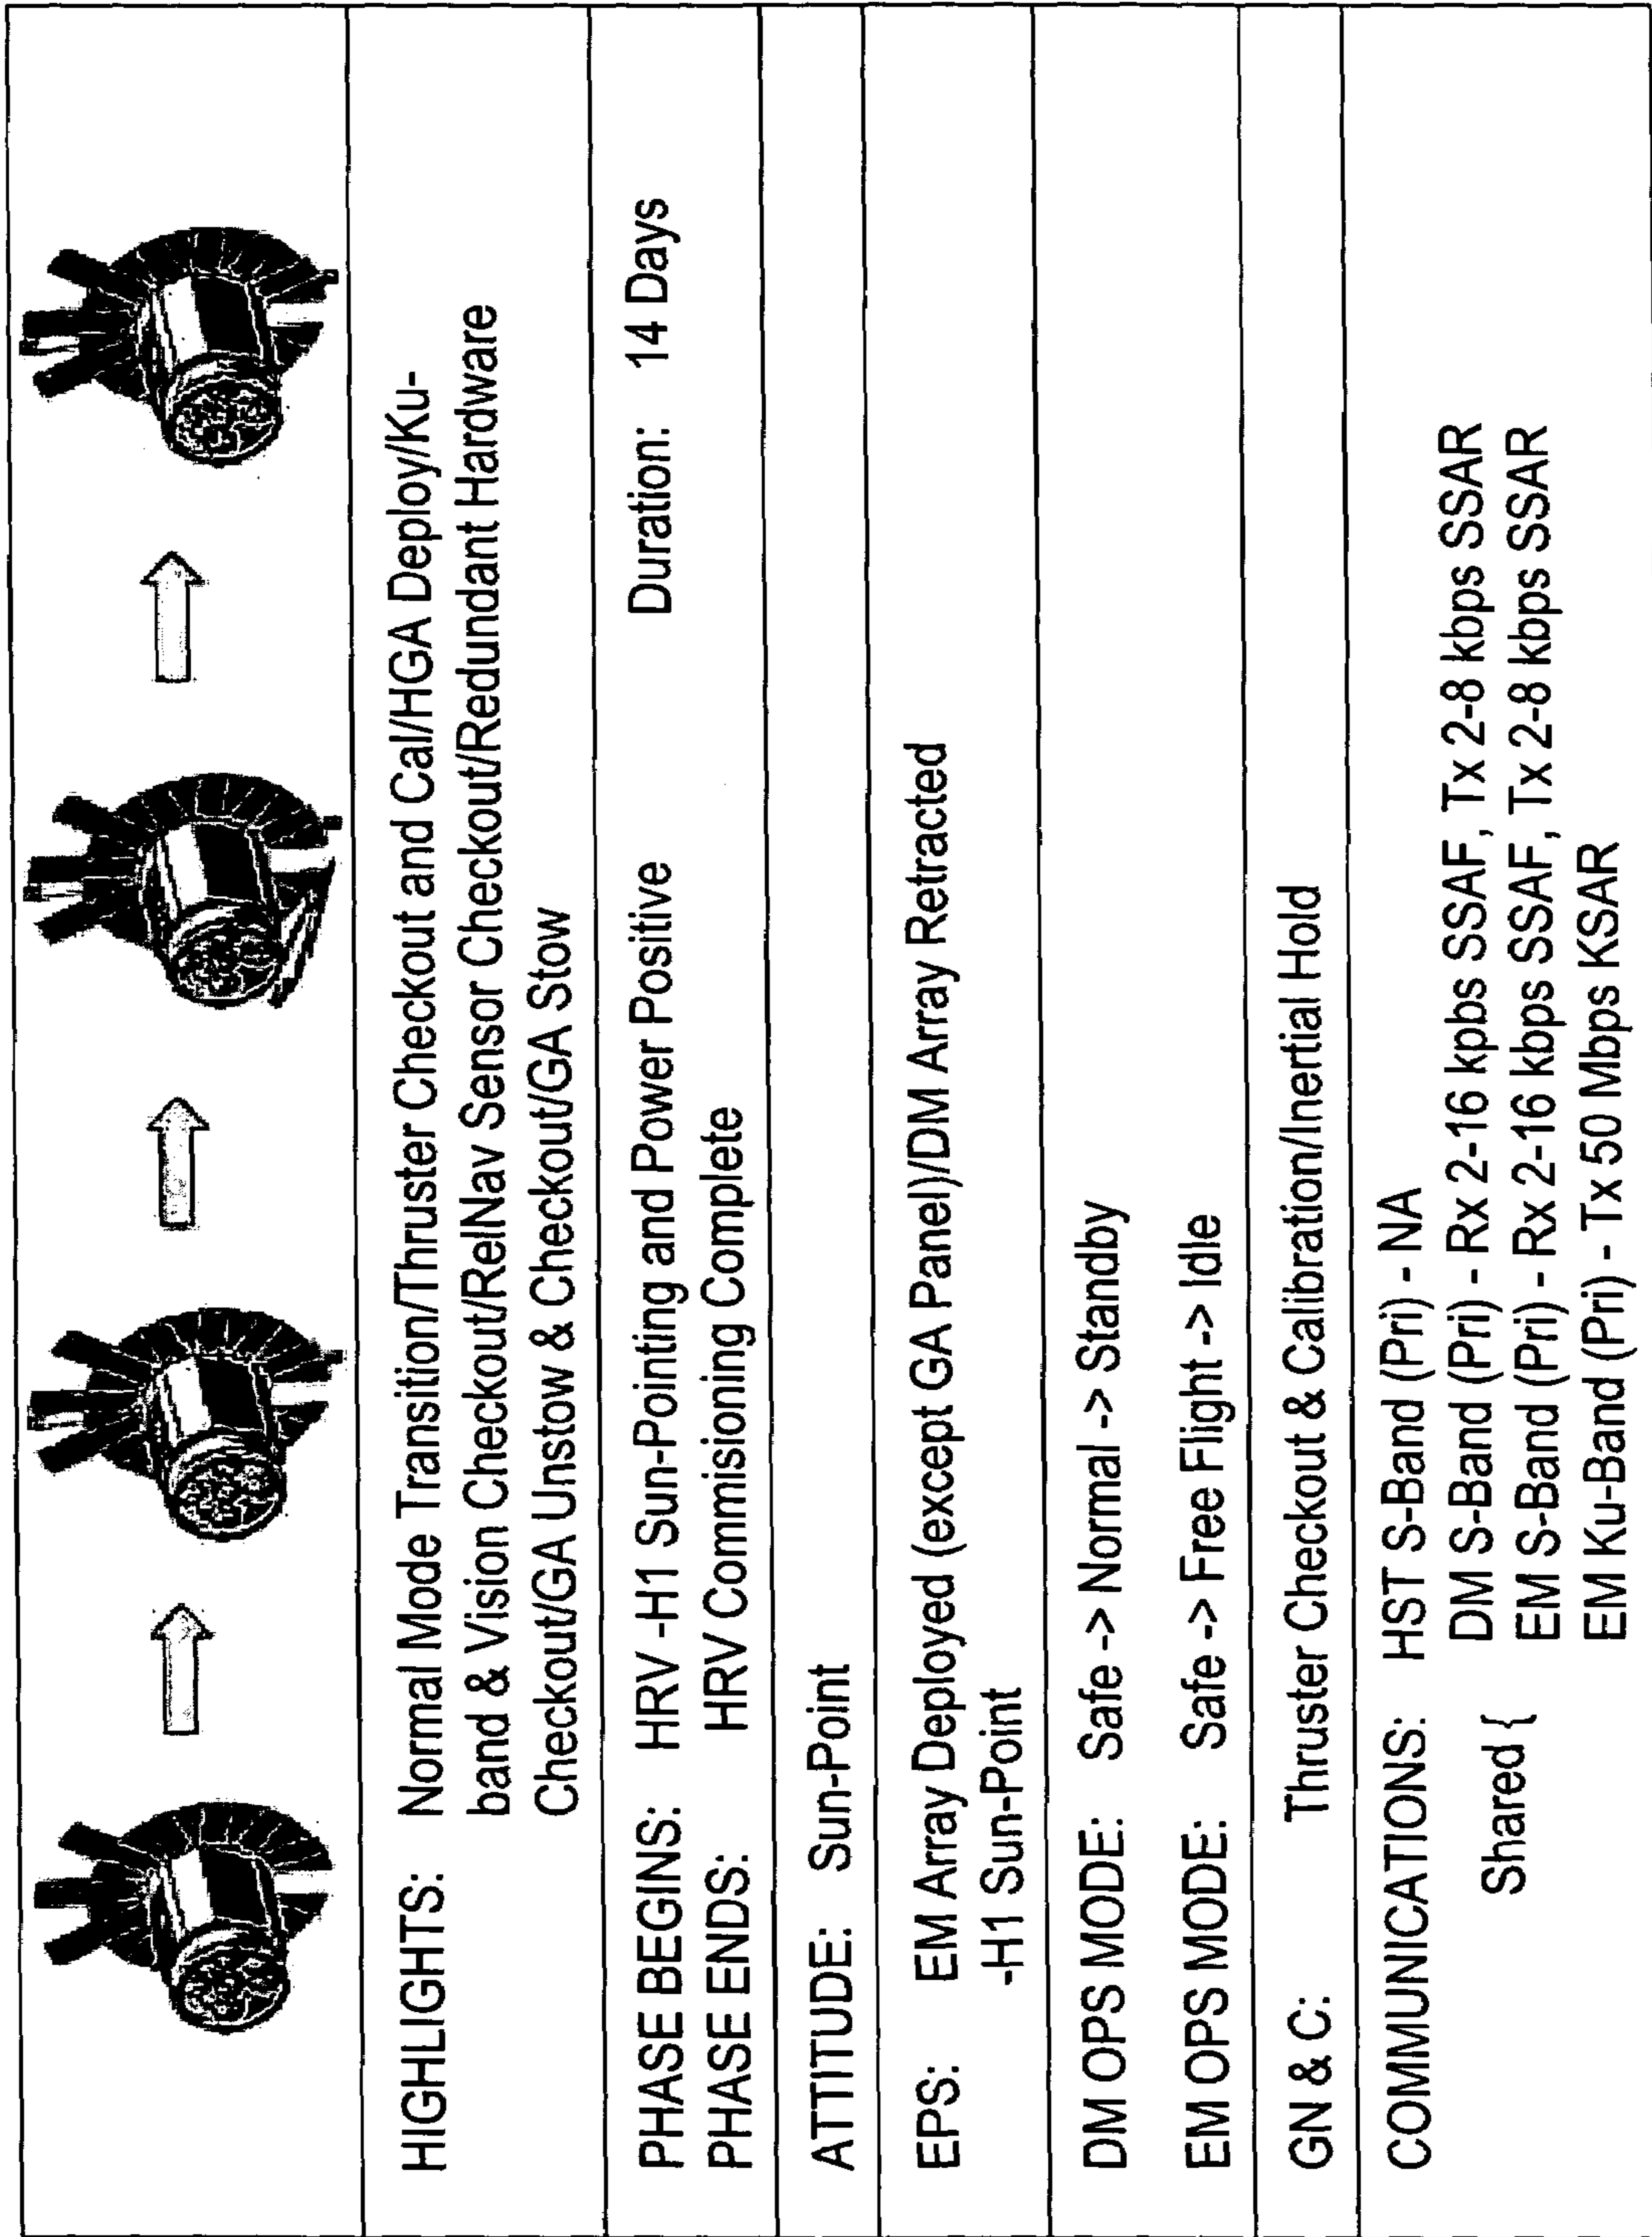 HIGHLIGHTS: Normal Mode Transition/Thruster Checkout and Cal/HGA Deploy/Ku-
band & Vision Checkout/RelNav Sensor Checkout/Redundant Hardware
Checkout/GA Unstow & Checkout/GA Stow
PHASE BEGINS: HRV -H1 Sun-Pointing and Power Positive Duration: 14 Days
PHASE ENDS: HRV Commisioning Complete
ATTITUDE: Sun-Point
EPS: EM Array Deployed (except GA Panel)/DM Array Retracted
-H1 Sun-Point
DM OPS MODE: Safe -> Normal -> Standby
EM OPS MODE: Safe -> Free Flight -> Idle
GN & C: Thruster Checkout & Calibration/Inertial Hold
COMMUNICATIONS: HST S-Band (Pri) - NA
DM S-Band (Pri) - Rx 2-16 kpbs SSAF, Tx 2-8 kbps SSAR
Shared {
EM S-Band (Pri) - Rx 2-16 kbps SSAF, Tx 2-8 kbps SSAR
EM Ku-Band (Pri) - Tx 50 Mbps KSAR